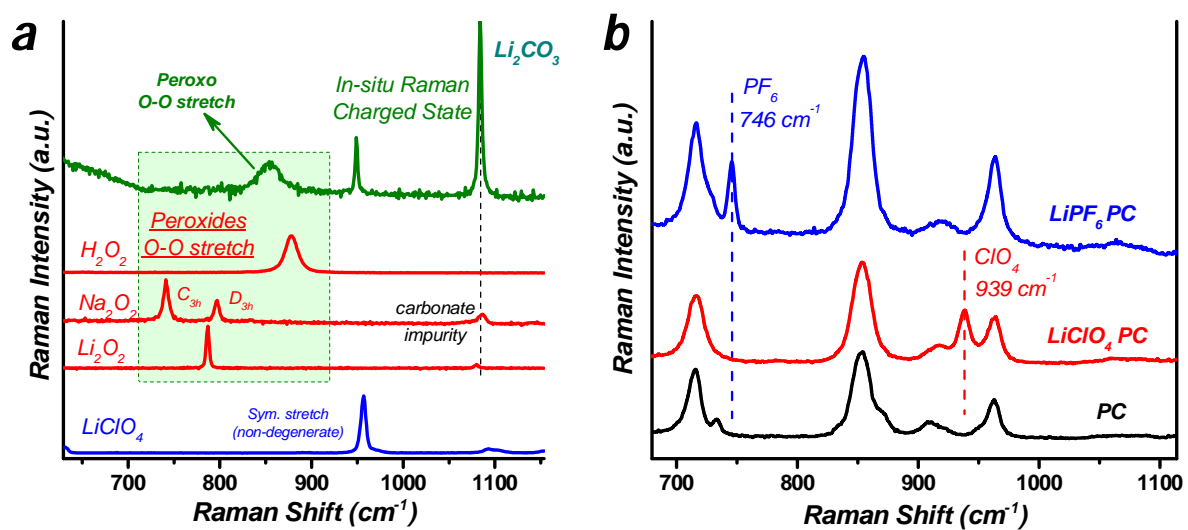 a
Li2CO3
Peroxo
O-O stretch
In-situ Raman
Charged State
Peroxides
O-O stretch
H2O2
Na2O2
C3h
D3h
carbonate
impurity
Li2O2
LiClO4
Sym. stretch
(non-degenerate)
Raman Intensity (a.u.)
700
800
900
1000
1100
Raman Shift (cm-1)
b
PF6
746 cm-1
LiPF6 PC
ClO4
939 cm-1
LiClO4 PC
PC
Raman Intensity (a.u.)
700
800
900
1000
1100
Raman Shift (cm-1)